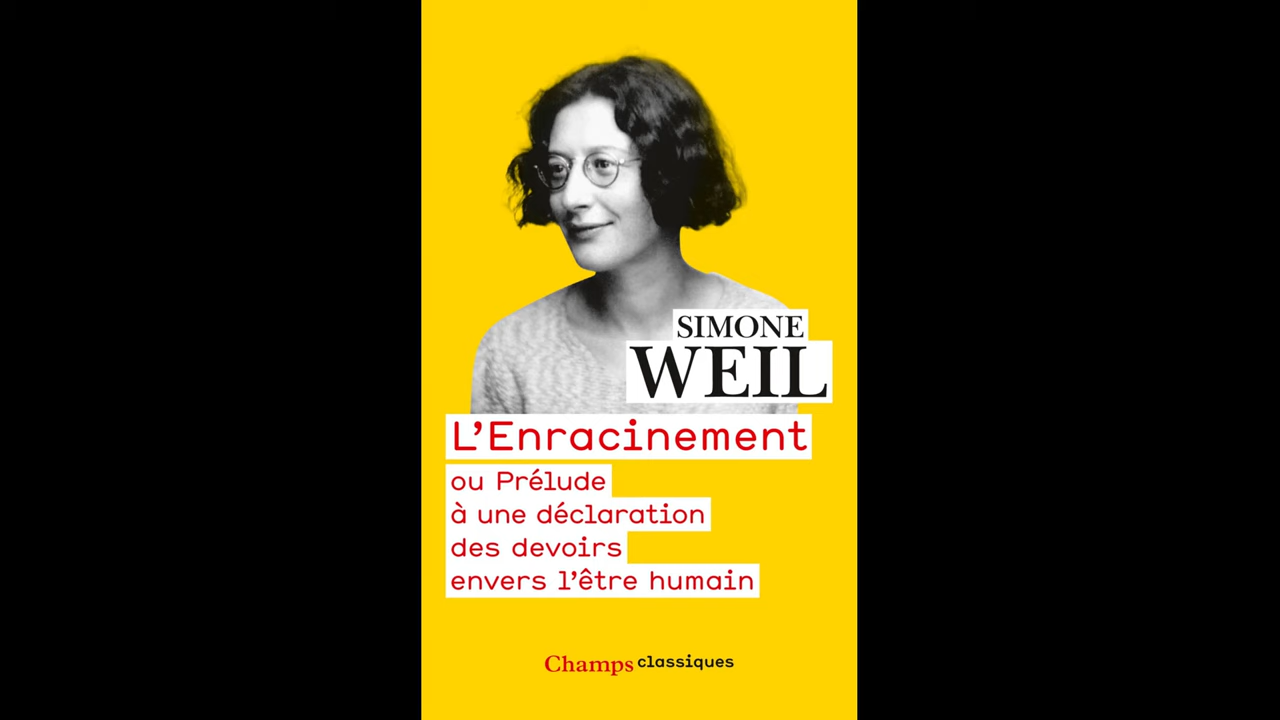 SIMONE
WEIL
L’Enracinement
ou Prélude
à une déclaration
des devoirs
envers l’être humain
Champs classiques